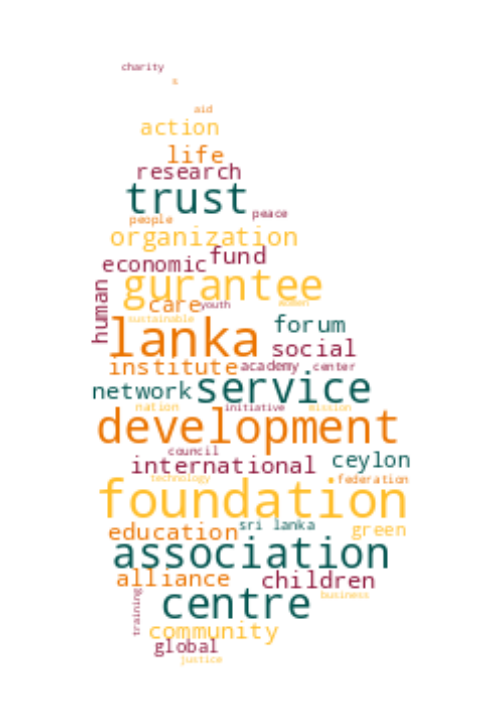 charity
s
aid
action
life
research
trust
peace
people
organization
fund
economic
gurantee
human
care
youth
women
sustainable
forum
lanka
social
institute
academy
center
network
service
nation
initiative
mission
development
council
ceylon
international
technology
federation
foundation
sri lanka
education
green
association
alliance
children
business
training
centre
community
global
justice